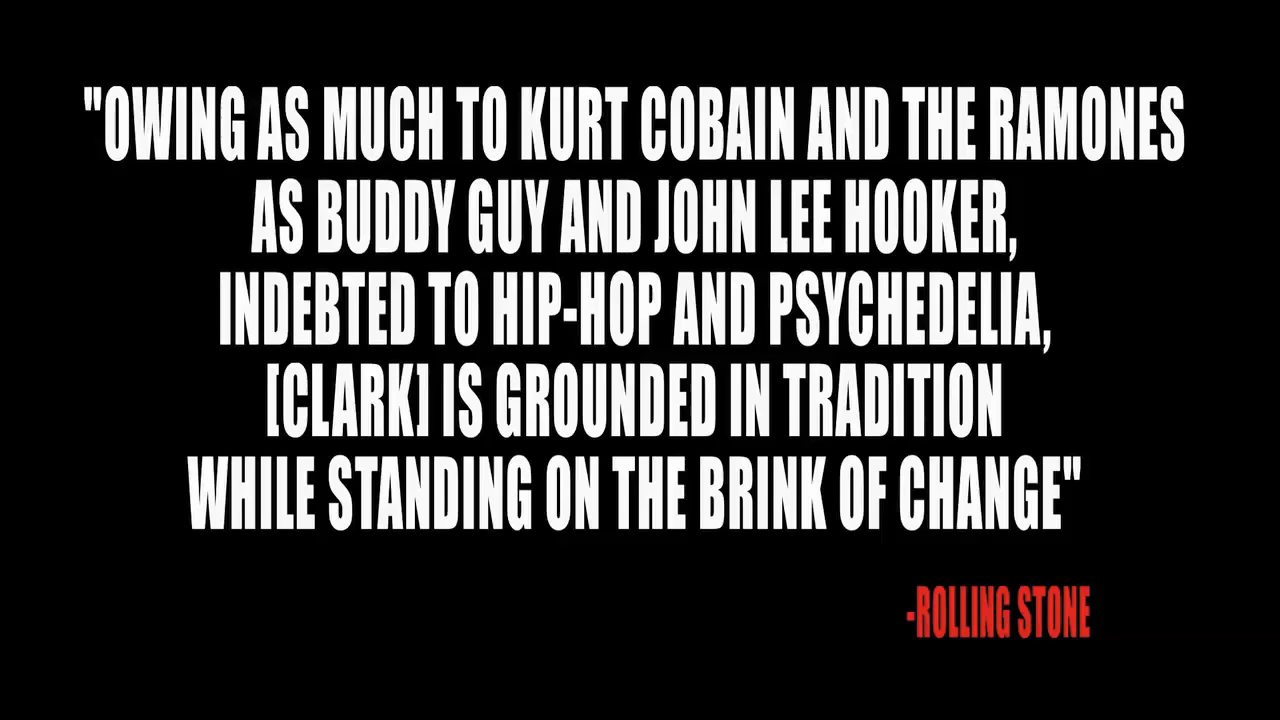 "OWING AS MUCH TO KURT COBAIN AND THE RAMONES
AS BUDDY GUY AND JOHN LEE HOOKER,
INDEBTED TO HIP-HOP AND PSYCHEDELIA,
[CLARK] IS GROUNDED IN TRADITION
WHILE STANDING ON THE BRINK OF CHANGE"
-ROLLING STONE